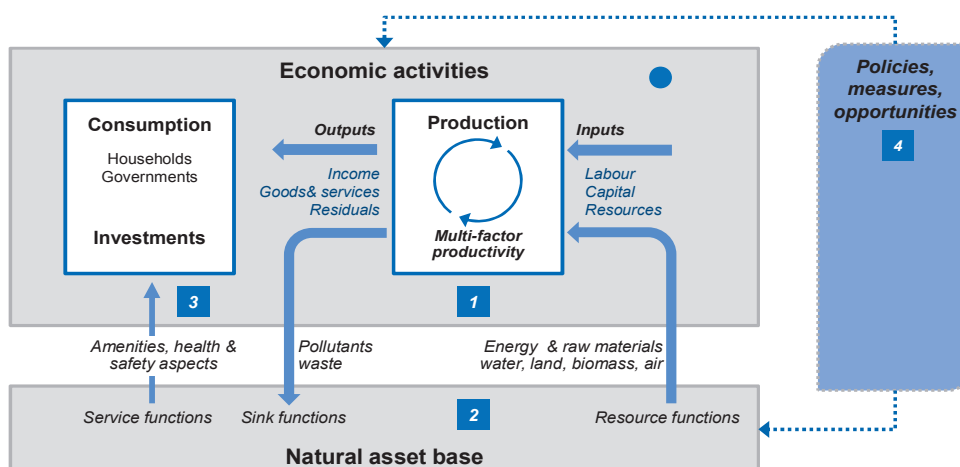 Economic activities
Consumption
Households
Governments
Investments
3
Outputs
Income
Goods& services
Residuals
Production
Multi-factor
productivity
1
Inputs
Labour
Capital
Resources
Policies,
measures,
opportunities
4
Amenities, health &
safety aspects
Pollutants
waste
Energy & raw materials
water, land, biomass, air
Service functions
Sink functions
2
Resource functions
Natural asset base